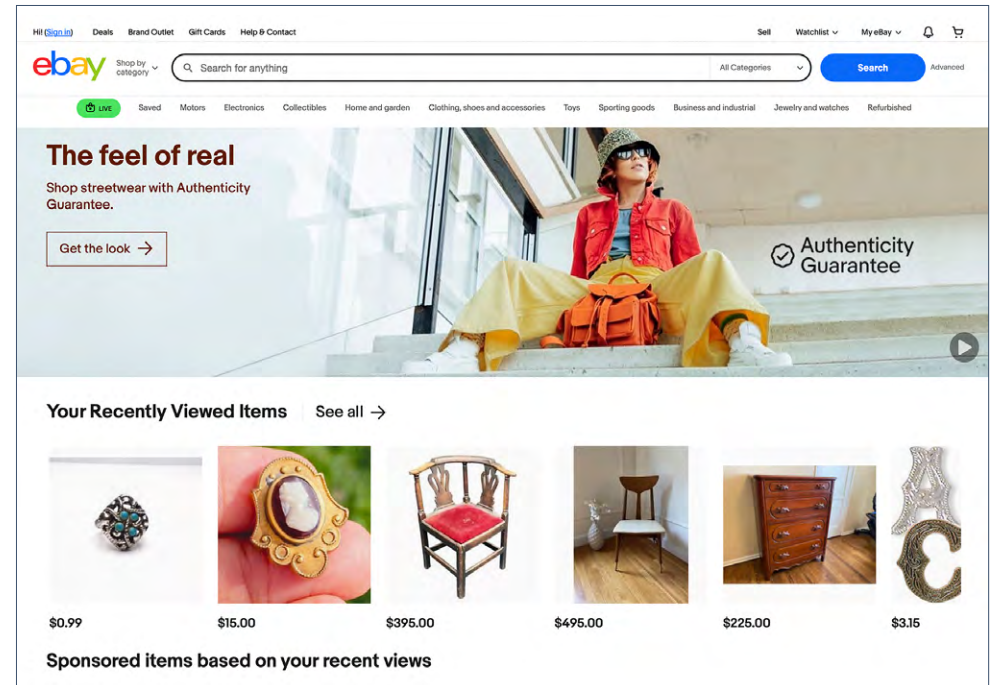 Hi! (Sign in) Deals Brand Outlet Gift Cards Help & Contact Sell Watchlist My eBay
ebay Shop by category Search for anything All Categories Search Advanced
LIVE Saved Motors Electronics Collectibles Home and garden Clothing, shoes and accessories Toys Sporting goods Business and industrial Jewelry and watches Refurbished
The feel of real
Shop streetwear with Authenticity
Guarantee.
Get the look
Authenticity
Guarantee
Your Recently Viewed Items See all
A
C
$0.99 $15.00 $395.00 $495.00 $225.00 $3.15
Sponsored items based on your recent views